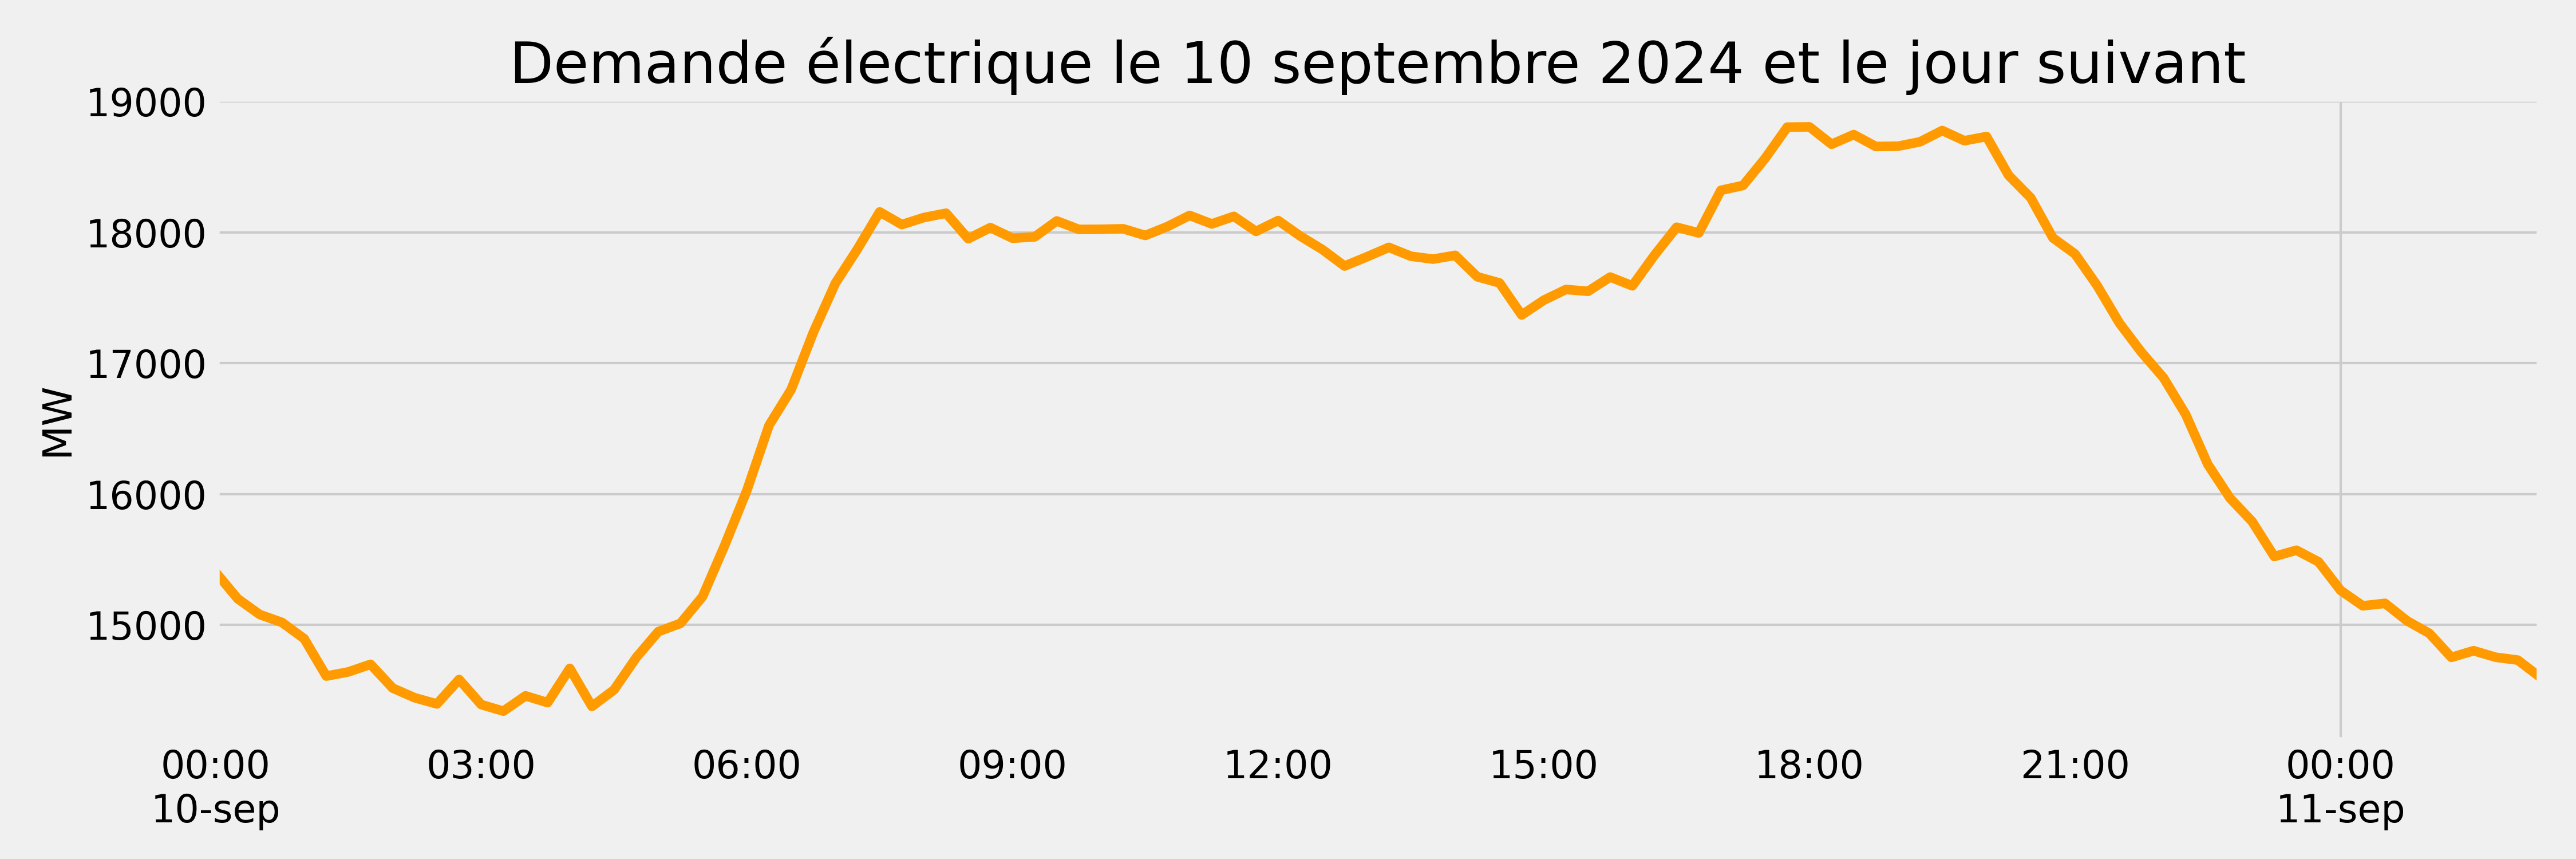 Demande électrique le 10 septembre 2024 et le jour suivant
19000
18000
17000
16000
15000
MW
00:00 03:00 06:00 09:00 12:00 15:00 18:00 21:00 00:00
10-sep 11-sep